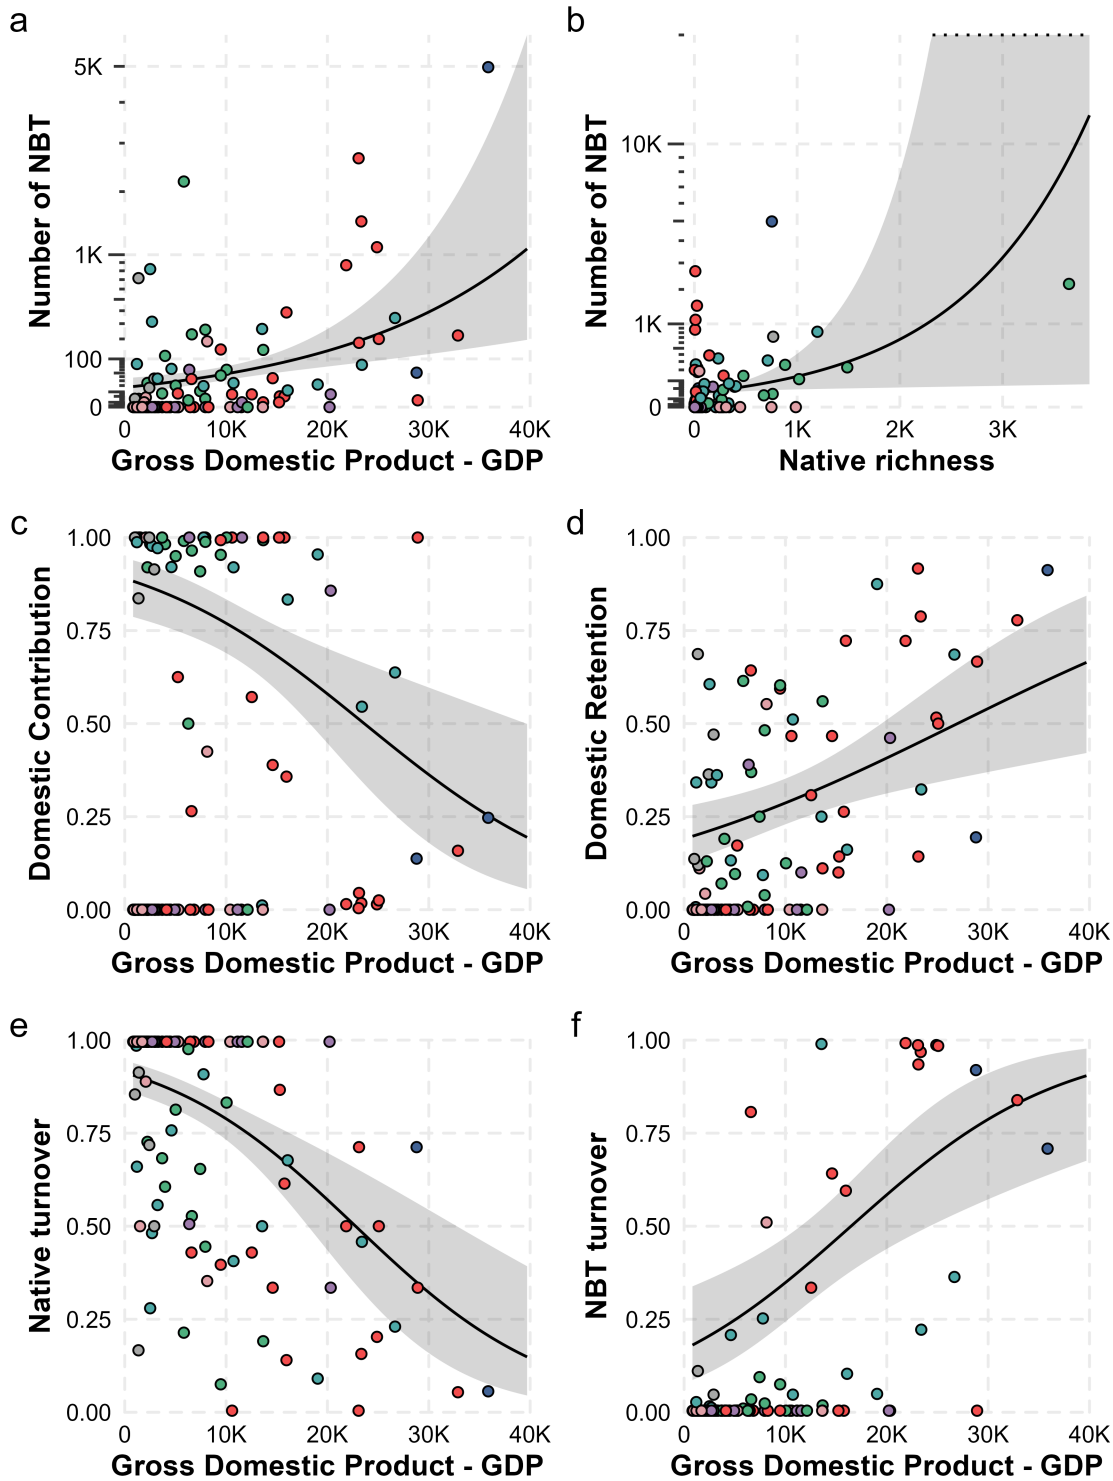 a
Number of NBT
5K
1K
100
0
0 10K 20K 30K 40K
Gross Domestic Product - GDP
b
Number of NBT
10K
1K
0
0 1K 2K 3K
Native richness
c
Domestic Contribution
1.00
0.75
0.50
0.25
0.00
0 10K 20K 30K 40K
Gross Domestic Product - GDP
d
Domestic Retention
1.00
0.75
0.50
0.25
0.00
0 10K 20K 30K 40K
Gross Domestic Product - GDP
e
Native turnover
1.00
0.75
0.50
0.25
0.00
0 10K 20K 30K 40K
Gross Domestic Product - GDP
f
NBT turnover
1.00
0.75
0.50
0.25
0.00
0 10K 20K 30K 40K
Gross Domestic Product - GDP